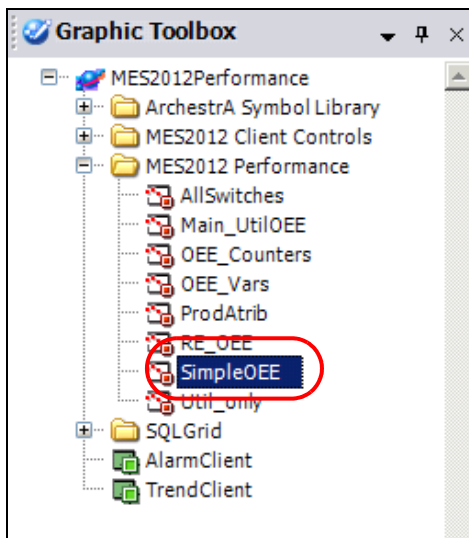 Graphic Toolbox
MES2012Performance
ArchestrA Symbol Library
MES2012 Client Controls
MES2012 Performance
AllSwitches
Main_UtilOEE
OEE_Counters
OEE_Vars
ProdAtrib
RE_OEE
SimpleOEE
Util_only
SQLGrid
AlarmClient
TrendClient